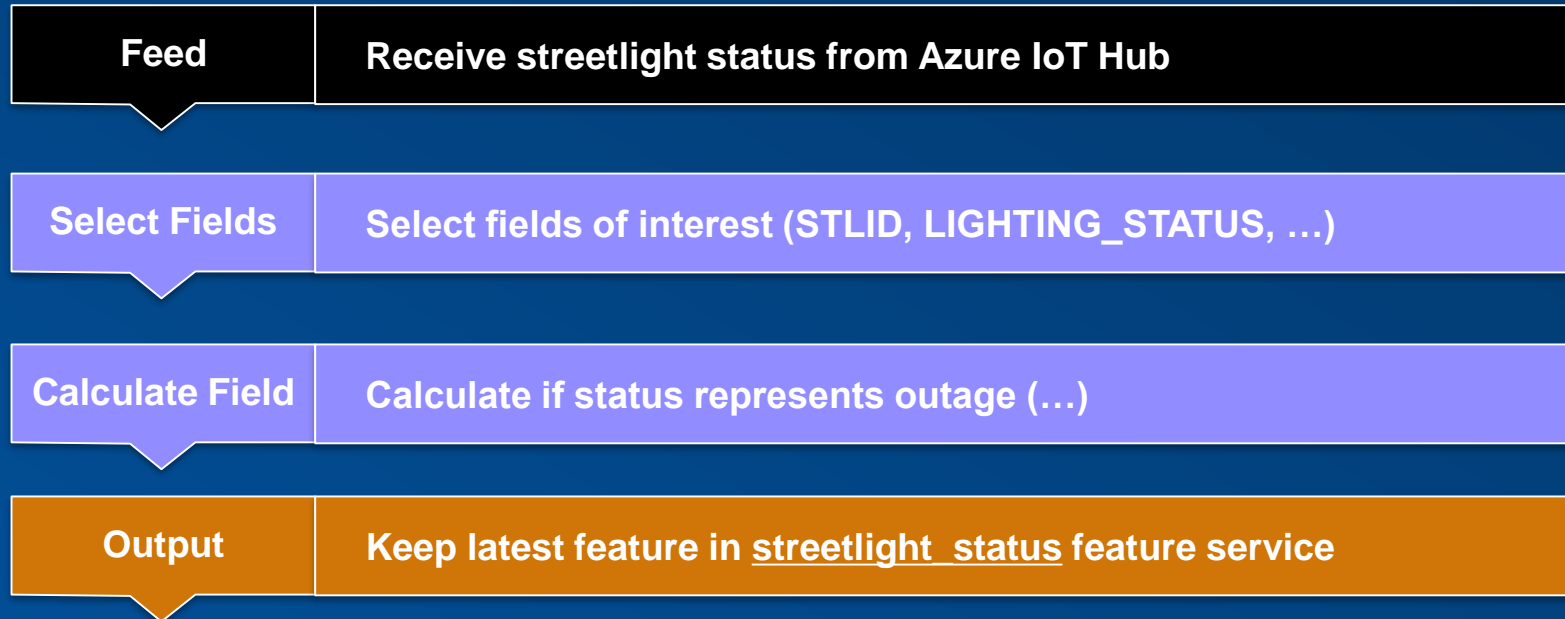 Feed
Receive streetlight status from Azure IoT Hub
Select Fields
Select fields of interest (STLID, LIGHTING_STATUS, …)
Calculate Field
Calculate if status represents outage (…)
Output
Keep latest feature in streetlight_status feature service